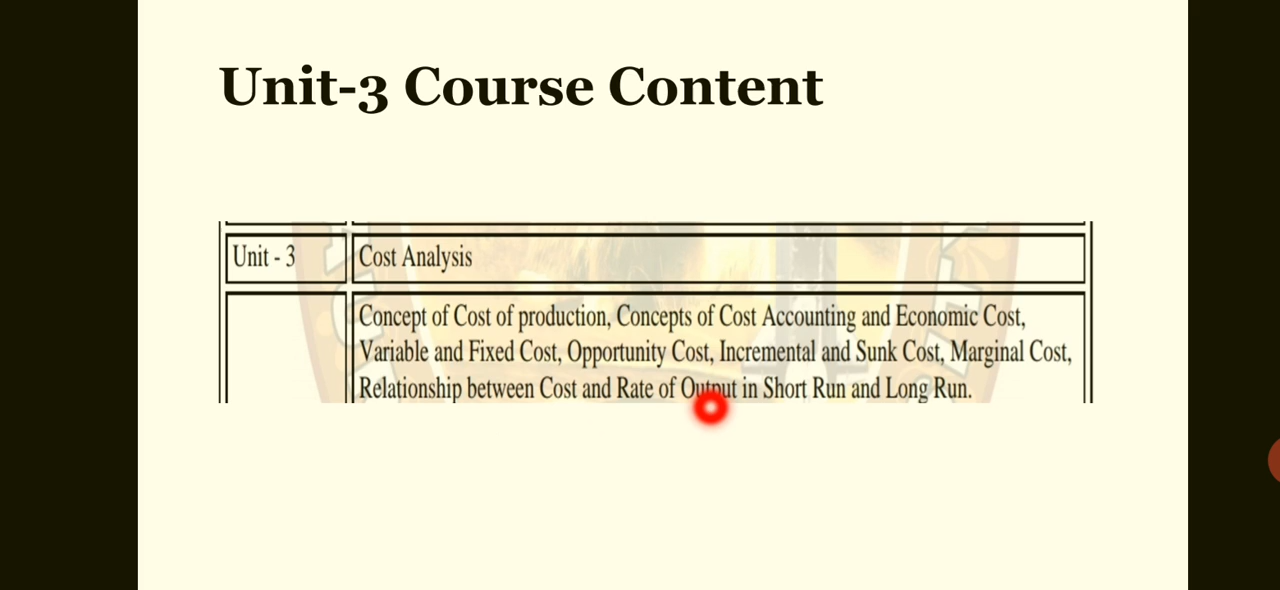 Unit-3 Course Content
Unit - 3
Cost Analysis
Concept of Cost of production, Concepts of Cost Accounting and Economic Cost,
Variable and Fixed Cost, Opportunity Cost, Incremental and Sunk Cost, Marginal Cost,
Relationship between Cost and Rate of Output in Short Run and Long Run.